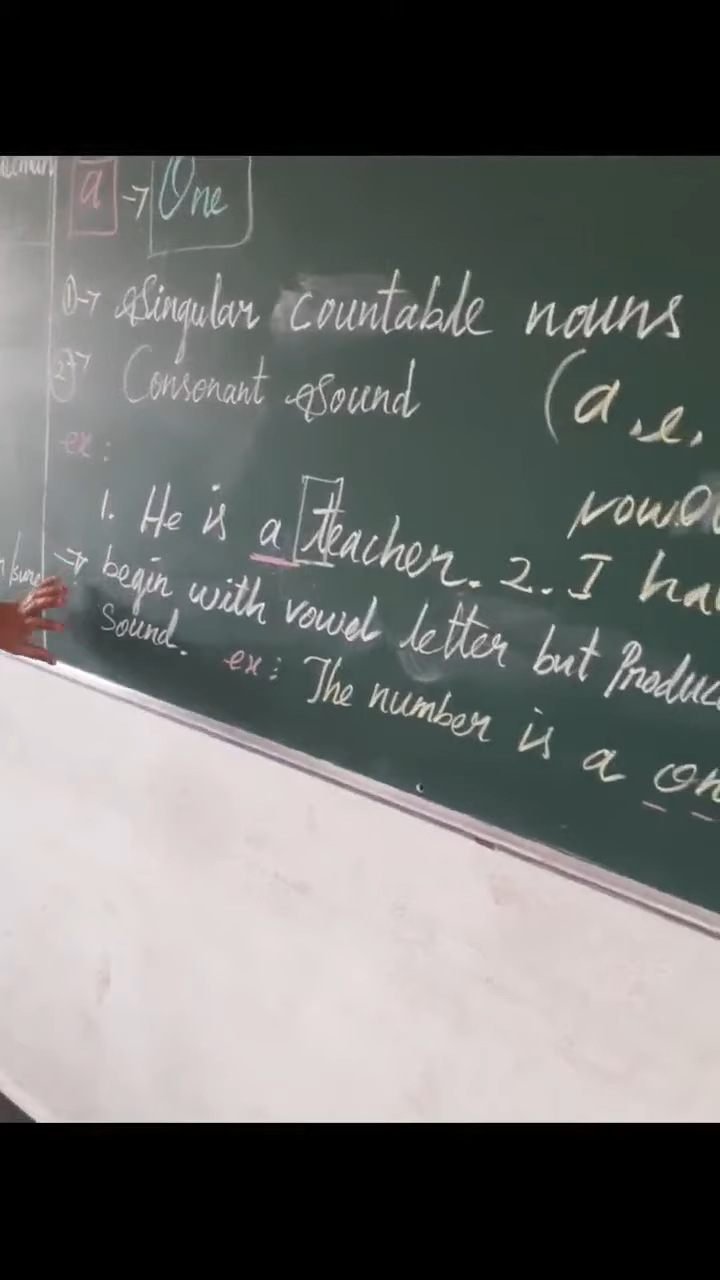 a → One
① → Singular countable nouns
② → Consonant Sound (a, e,
ex:
1. He is a teacher. 2. I ha
→ begin with vowel letter but Produc
Sound. ex: The number is a on